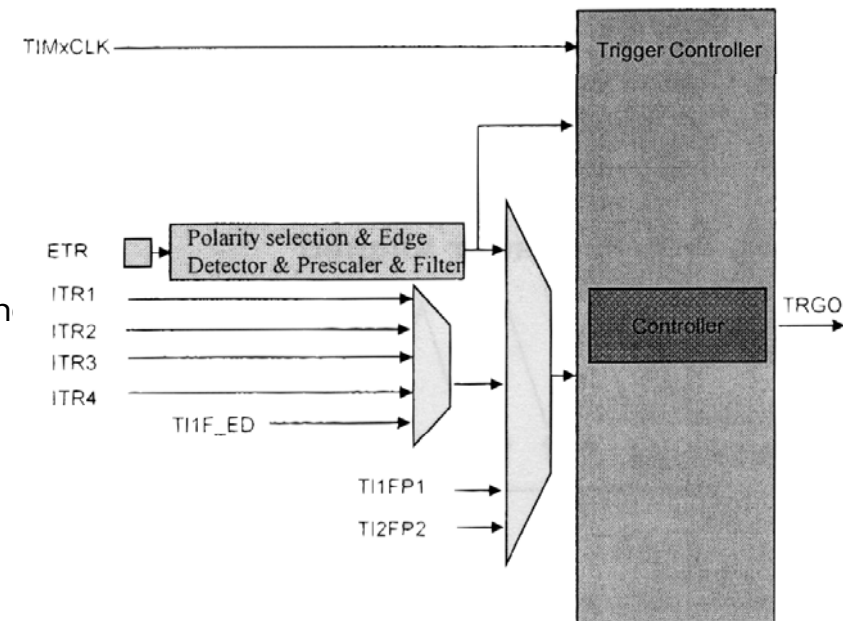 TIMxCLK
Trigger Controller
ETR
Polarity selection & Edge
Detector & Prescaler & Filter
ITR1
ITR2
ITR3
ITR4
TI1F_ED
TI1FP1
TI2FP2
Controller
TRGO